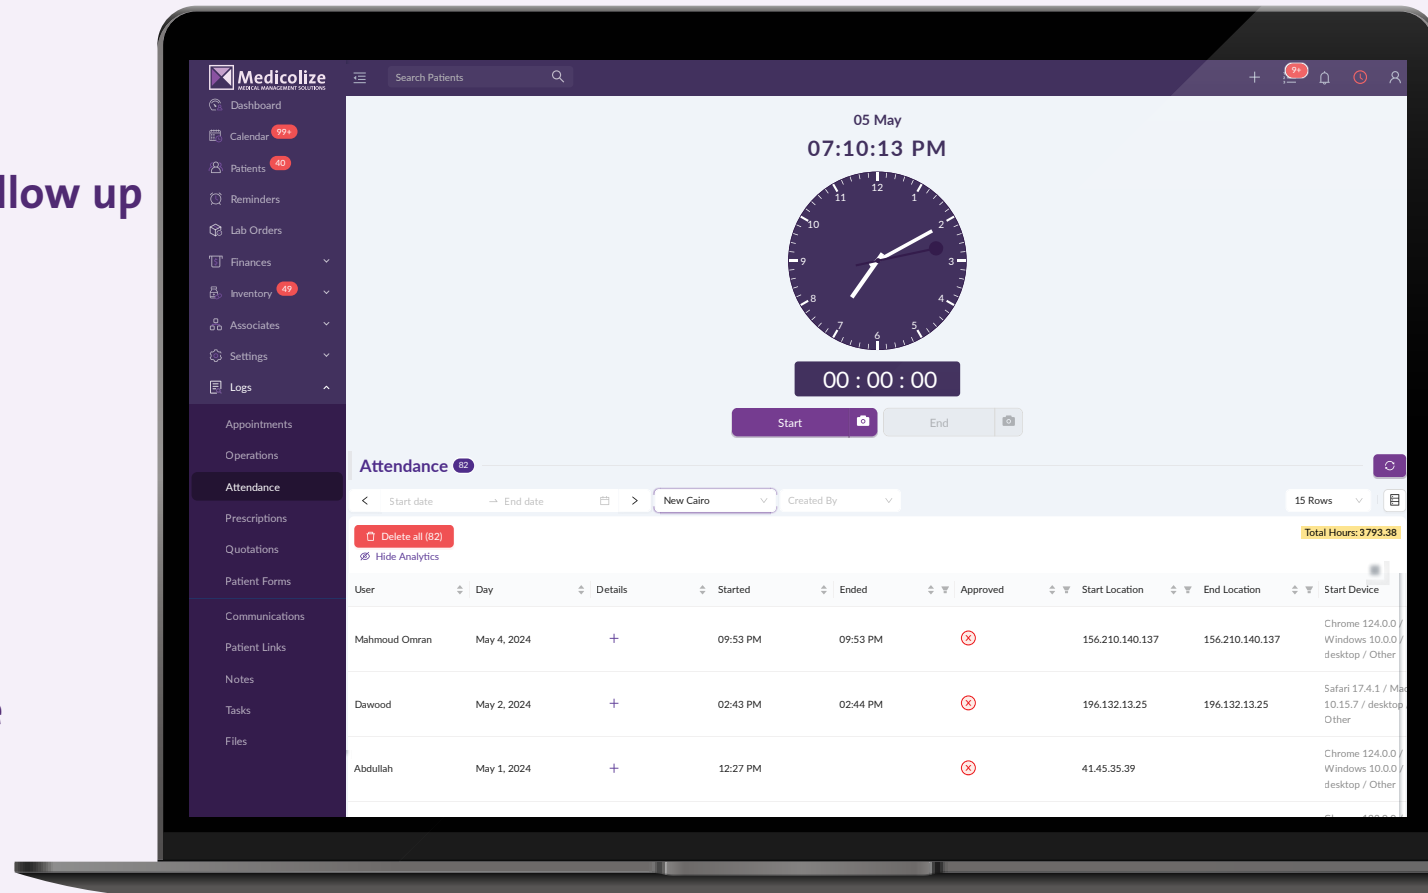 llow up
e
Medicolize
MEDICAL MANAGEMENT SOLUTIONS
Search Patients
9+
Dashboard
Calendar 99+
Patients 40
Reminders
Lab Orders
Finances
Inventory 49
Associates
Settings
Logs
Appointments
Operations
Attendance
Prescriptions
Quotations
Patient Forms
Communications
Patient Links
Notes
Tasks
Files
05 May
07:10:13 PM
12
1
2
3
4
5
6
7
8
9
10
11
00 : 00 : 00
Start
End
Attendance 82
Start date → End date
New Cairo
Created By
15 Rows
Delete all (82)
Total Hours: 3793.38
Hide Analytics
User Day Details Started Ended Approved Start Location End Location Start Device
Mahmoud Omran May 4, 2024 + 09:53 PM 09:53 PM 156.210.140.137 156.210.140.137 Chrome 124.0.0 /
Windows 10.0.0 /
desktop / Other
Dawood May 2, 2024 + 02:43 PM 02:44 PM 196.132.13.25 196.132.13.25 Safari 17.4.1 / Mac
10.15.7 / desktop /
Other
Abdullah May 1, 2024 + 12:27 PM 41.45.35.39 Chrome 124.0.0 /
Windows 10.0.0 /
desktop / Other